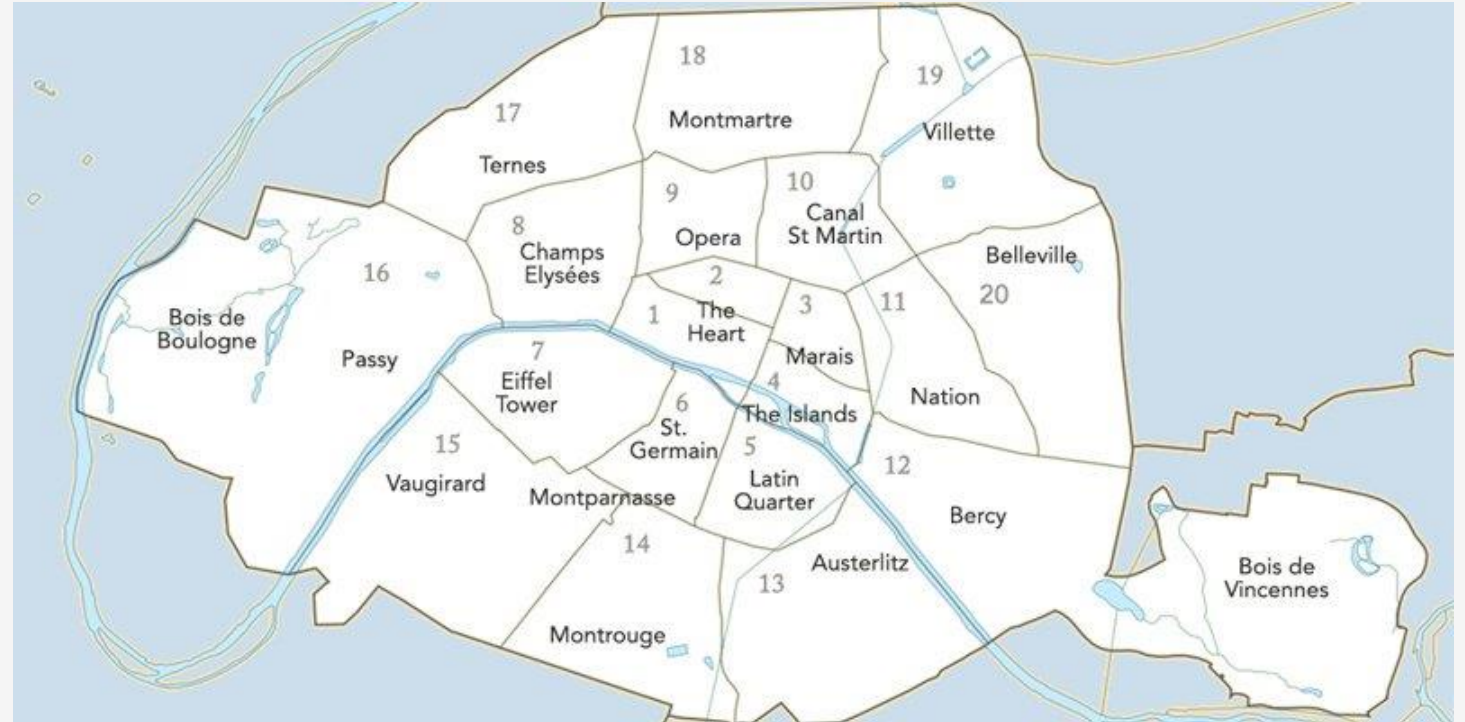 18
19
17
Montmartre
Villette
Ternes
10
9
8
Canal
St Martin
Opera
Champs
Elysées
Belleville
16
2
20
3
11
1
The
Heart
Bois de
Boulogne
Passy
7
Marais
Eiffel
Tower
4
Nation
6
The Islands
St.
Germain
15
5
12
Vaugirard
Latin
Quarter
Montparnasse
Bercy
14
Austerlitz
Bois de
Vincennes
13
Montrouge